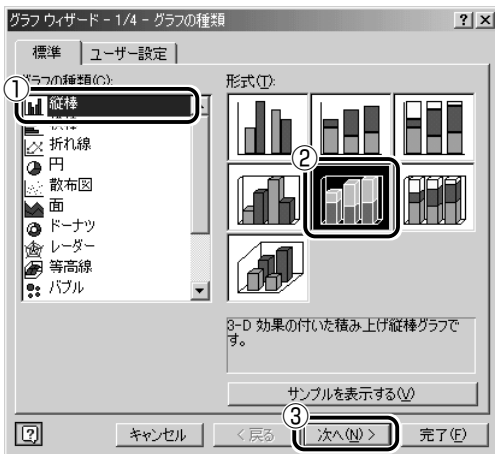 グラフ ウィザード - 1/4 - グラフの種類
標準
ユーザー設定
グラフの種類(C):
形式(T):
①
縦棒
折れ線
円
散布図
面
ドーナツ
レーダー
等高線
バブル
②
3-D 効果の付いた積み上げ縦棒グラフで
す。
サンプルを表示する(V)
③
キャンセル
< 戻る
次へ(N) >
完了(F)